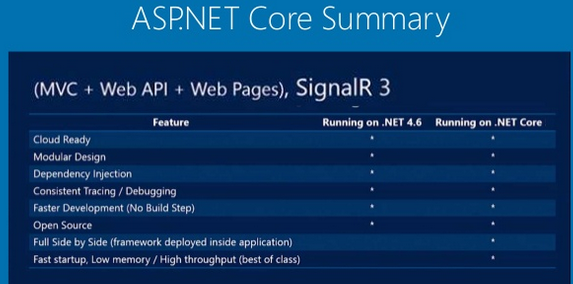 ASP.NET Core Summary
(MVC + Web API + Web Pages), SignalR 3
Feature Running on .NET 4.6 Running on .NET Core
Cloud Ready * *
Modular Design * *
Dependency Injection * *
Consistent Tracing / Debugging * *
Faster Development (No Build Step) * *
Open Source * *
Full Side by Side (framework deployed inside application) *
Fast startup, Low memory / High throughput (best of class) *